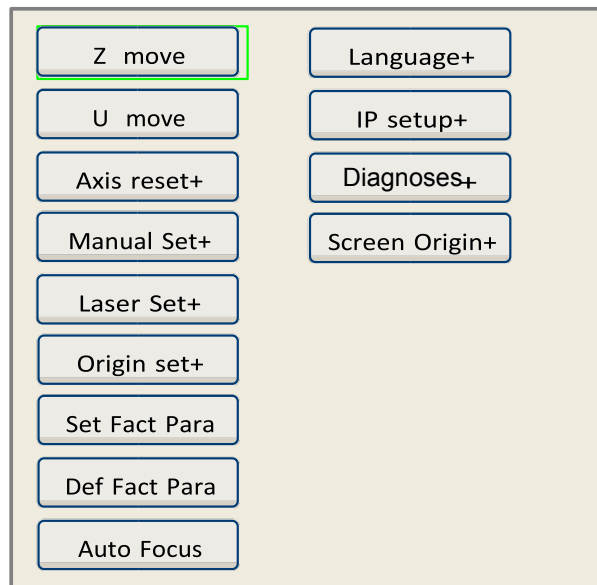 Z move
U move
Axis reset+
Manual Set+
Laser Set+
Origin set+
Set Fact Para
Def Fact Para
Auto Focus
Language+
IP setup+
Diagnoses+
Screen Origin+